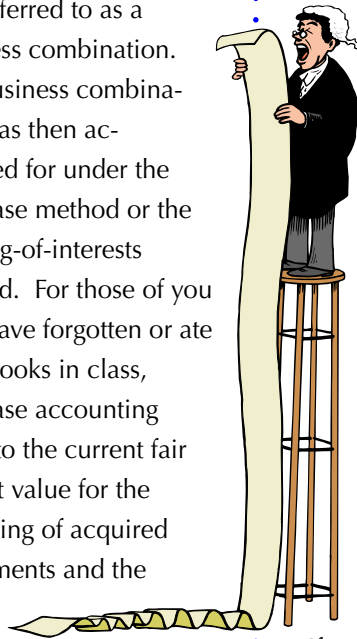 ferred to as a
ess combination.
usiness combina-
as then ac-
ed for under the
ase method or the
g-of-interests
d. For those of you
ave forgotten or ate
ooks in class,
ase accounting
to the current fair
t value for the
ing of acquired
ments and the